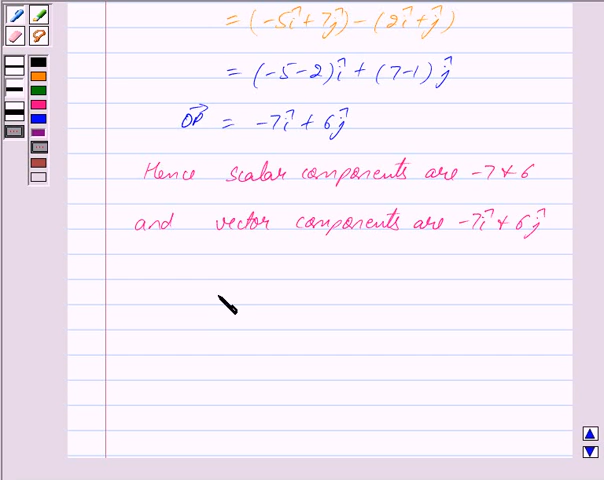 = (-5î + 7ĵ) - (2î + ĵ)
= (-5-2)î + (7-1)ĵ
OP⃗ = -7î + 6ĵ
Hence scalar components are -7 & 6
and vector components are -7î & 6ĵ